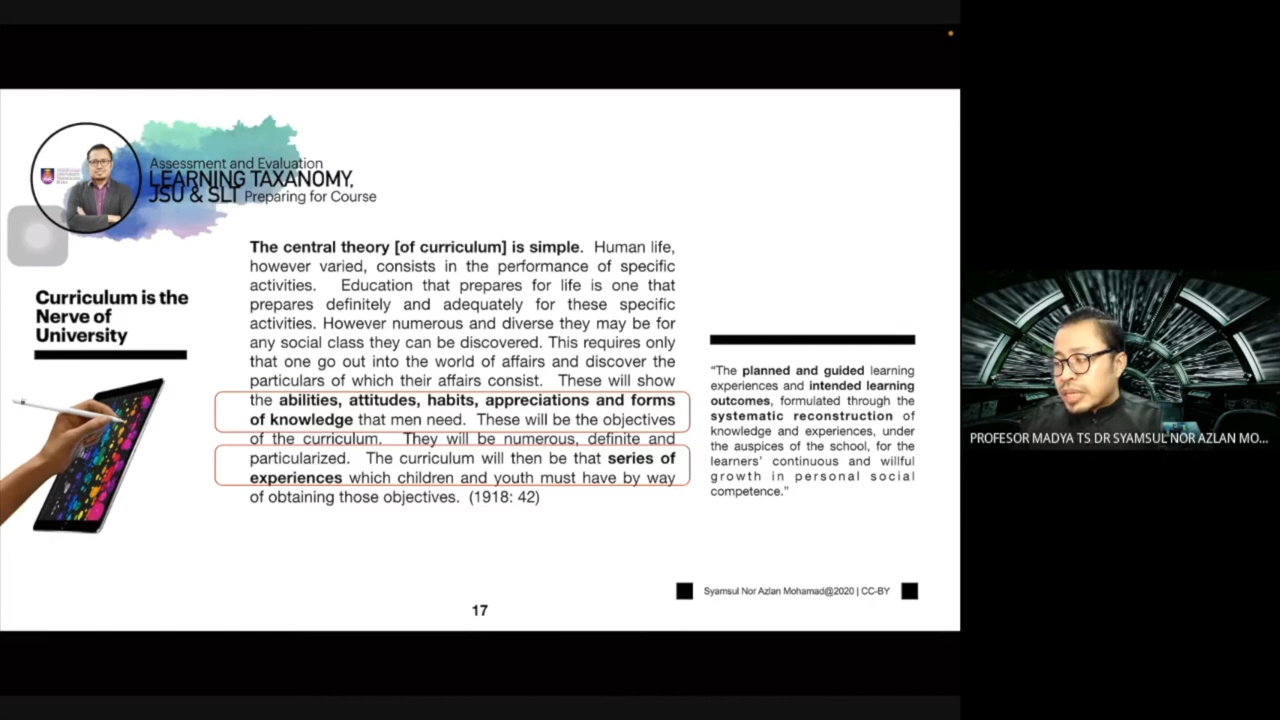 Assessment and Evaluation
LEARNING TAXANOMY,
JSU & SLT Preparing for Course
Curriculum is the
Nerve of
University
The central theory [of curriculum] is simple. Human life,
however varied, consists in the performance of specific
activities. Education that prepares for life is one that
prepares definitely and adequately for these specific
activities. However numerous and diverse they may be for
any social class they can be discovered. This requires only
that one go out into the world of affairs and discover the
particulars of which their affairs consist. These will show
the abilities, attitudes, habits, appreciations and forms
of knowledge that men need. These will be the objectives
of the curriculum. They will be numerous, definite and
particularized. The curriculum will then be that series of
experiences which children and youth must have by way
of obtaining those objectives. (1918: 42)
“The planned and guided learning
experiences and intended learning
outcomes, formulated through the
systematic reconstruction of
knowledge and experiences, under
the auspices of the school, for the
learners’ continuous and willful
growth in personal social
competence.”
Syamsul Nor Azlan Mohamad@2020 | CC-BY
17
PROFESOR MADYA TS DR SYAMSUL NOR AZLAN MO...